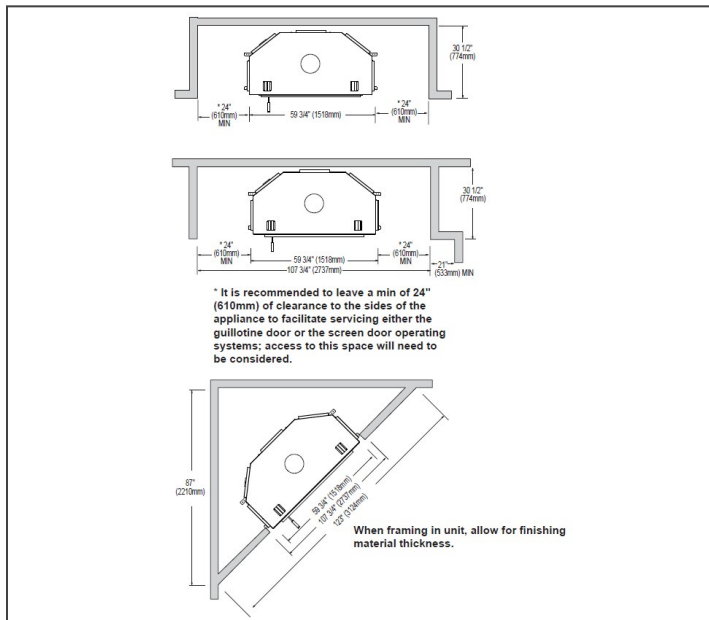 30 1/2"
(774mm)
* 24"
(610mm)
MIN
59 3/4" (1518mm)
* 24"
(610mm)
MIN
30 1/2"
(774mm)
* 24"
(610mm)
MIN
59 3/4" (1518mm)
107 3/4" (2737mm)
* 24"
(610mm)
MIN
21"
(533mm) MIN
* It is recommended to leave a min of 24"
(610mm) of clearance to the sides of the
appliance to facilitate servicing either the
guillotine door or the screen door operating
systems; access to this space will need to
be considered.
87"
(2210mm)
59 3/4" (1518mm)
107 3/4" (2737mm)
123" (3124mm)
When framing in unit, allow for finishing
material thickness.